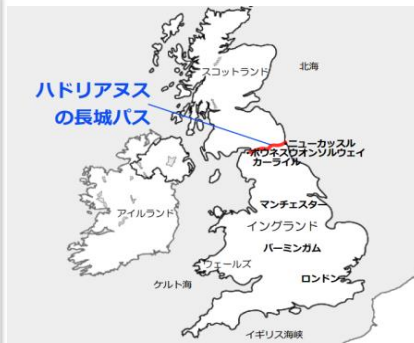 スコットランド
北海
ハドリアヌス
の長城パス
ニューカッスル
ボウネスウオンソルウェイ
カーライル
マンチェスター
アイルランド
イングランド
バーミンガム
ウェールズ
ケルト海
ロンドン
イギリス海峡